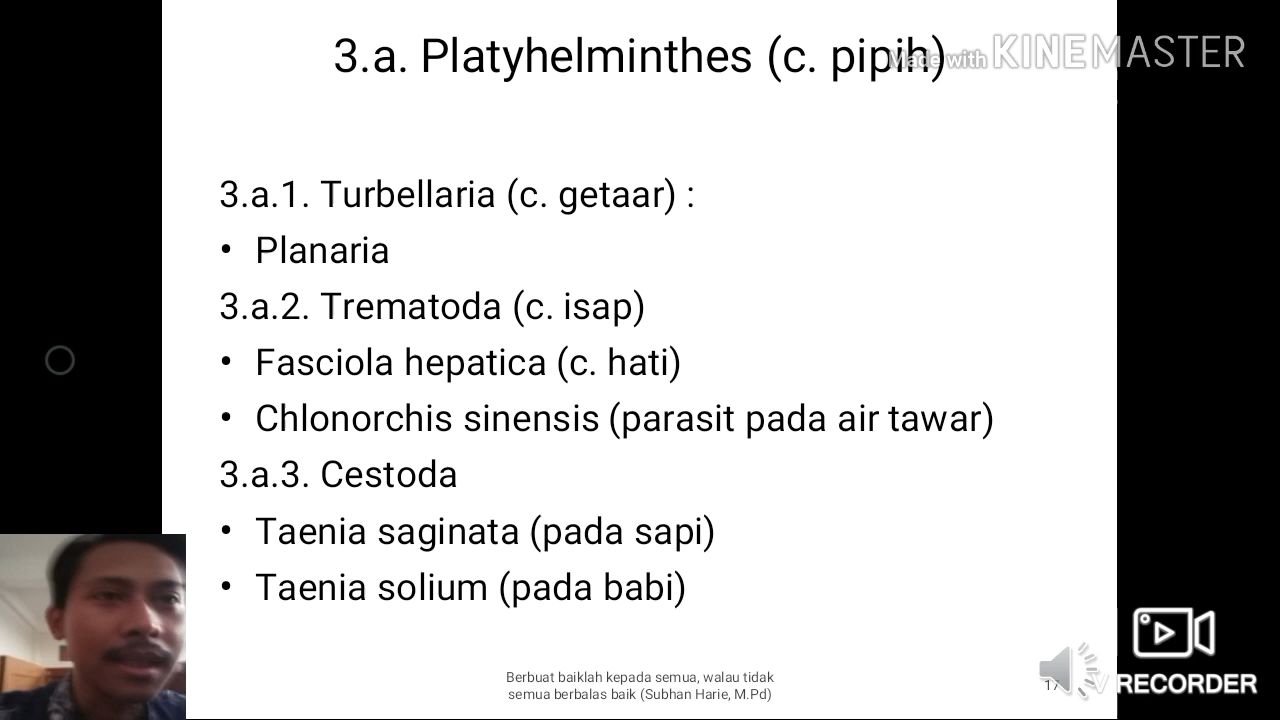 3.a. Platyhelminthes (c. pipih)
Made with KINEMASTER
3.a.1. Turbellaria (c. getaar) :
• Planaria
3.a.2. Trematoda (c. isap)
• Fasciola hepatica (c. hati)
• Chlonorchis sinensis (parasit pada air tawar)
3.a.3. Cestoda
• Taenia saginata (pada sapi)
• Taenia solium (pada babi)
Berbuat baiklah kepada semua, walau tidak
semua berbalas baik (Subhan Harie, M.Pd)
17
V RECORDER